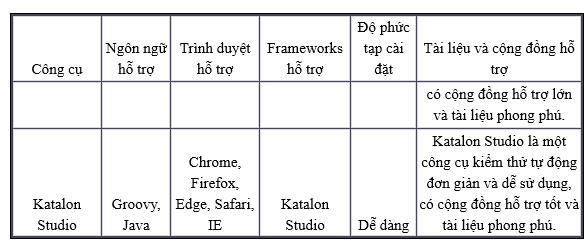 Công cụ
Ngôn ngữ
hỗ trợ
Trình duyệt
hỗ trợ
Frameworks
hỗ trợ
Độ phức
tạp cài
đặt
Tài liệu và cộng đồng hỗ
trợ
có cộng đồng hỗ trợ lớn
và tài liệu phong phú.
Katalon
Studio
Groovy,
Java
Chrome,
Firefox,
Edge, Safari,
IE
Katalon
Studio
Dễ dàng
Katalon Studio là một
công cụ kiểm thử tự động
đơn giản và dễ sử dụng,
có cộng đồng hỗ trợ tốt và
tài liệu phong phú.